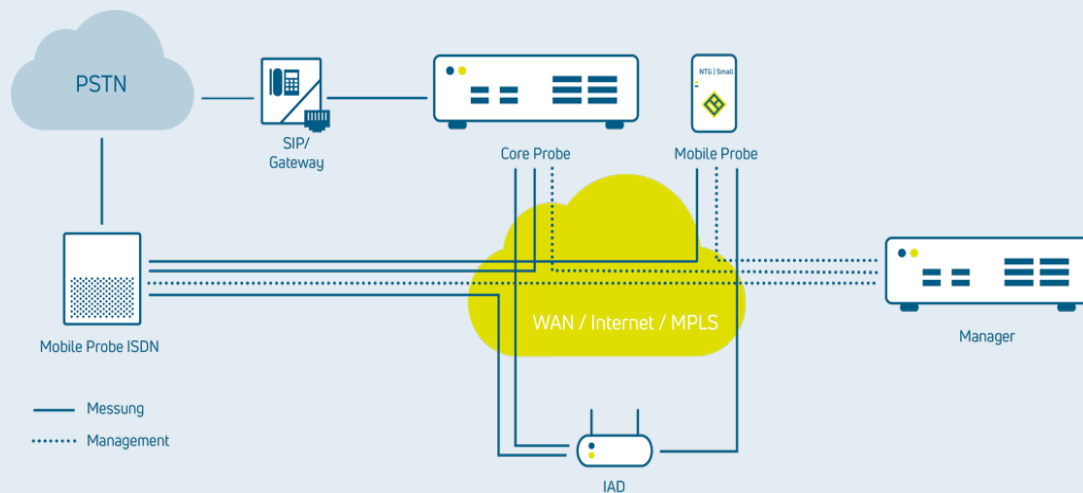 PSTN
NTG | Small
SIP/
Gateway
Core Probe
Mobile Probe
WAN / Internet / MPLS
Mobile Probe ISDN
Manager
Messung
Management
IAD